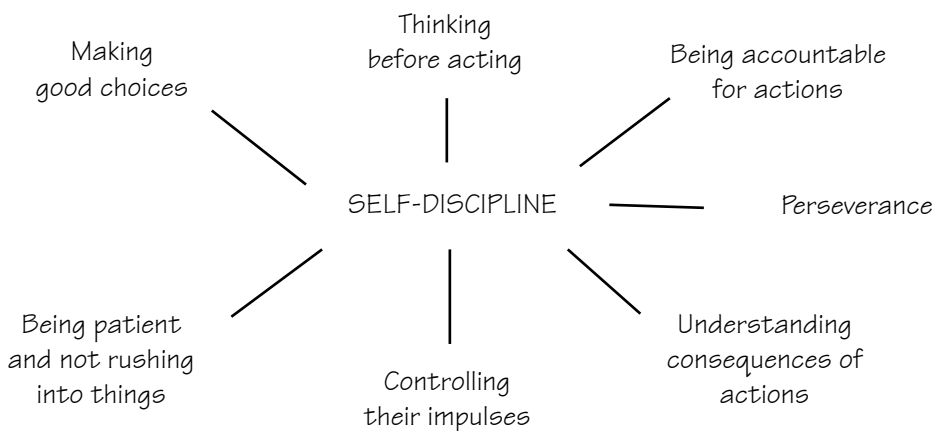 Thinking
before acting
Making
good choices
Being accountable
for actions
SELF-DISCIPLINE
Perseverance
Being patient
and not rushing
into things
Controlling
their impulses
Understanding
consequences of
actions